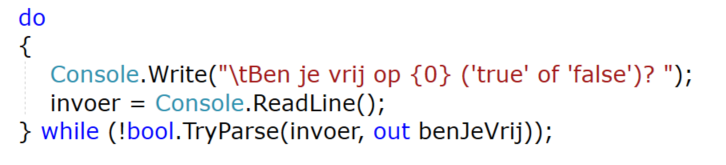 do
{
Console.Write("\tBen je vrij op {0} ('true' of 'false')? ");
invoer = Console.ReadLine();
} while (!bool.TryParse(invoer, out benJeVrij));